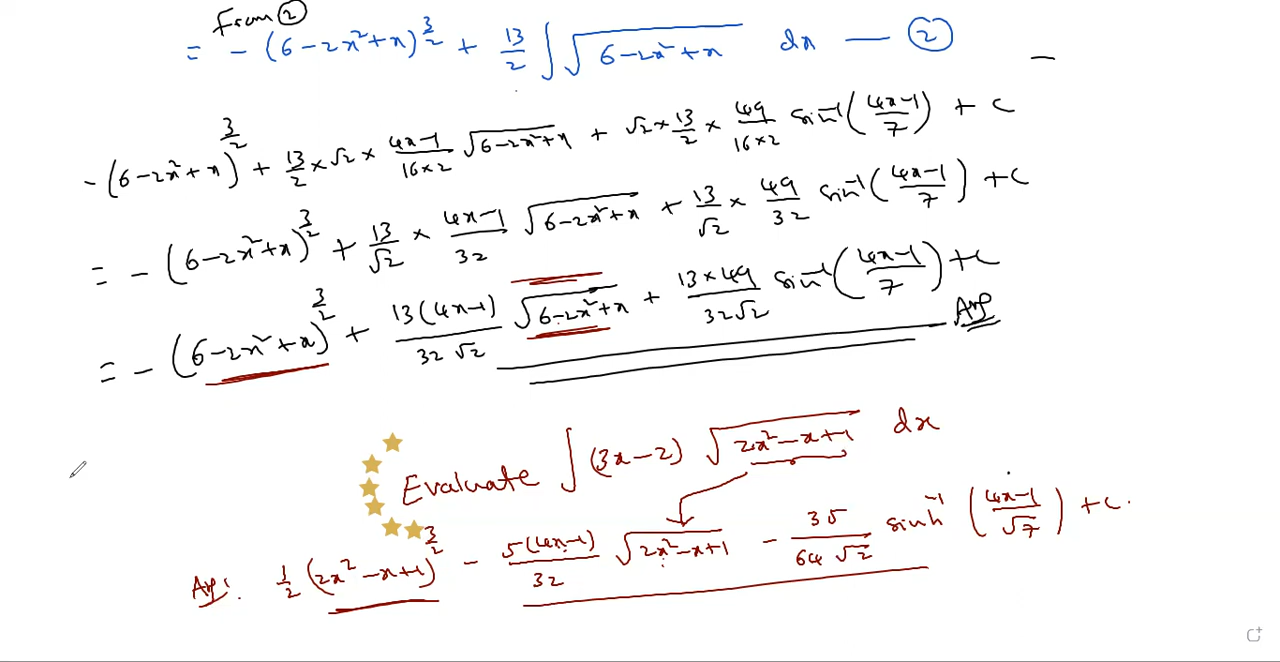 From ②
= - (6-2x²+x)^{3/2} + 13/2 ∫ √(6-2x²+x) dx — ②
- (6-2x²+x)^{3/2} + 13/2 × √2 × (4x-1)/(16×2) √(6-2x²+x) + √2 × 13/2 × 49/(16×2) sin⁻¹((4x-1)/7) + c
= - (6-2x²+x)^{3/2} + 13/√2 × (4x-1)/32 √(6-2x²+x) + 13/√2 × 49/32 sin⁻¹((4x-1)/7) + c
= - (6-2x²+x)^{3/2} + 13(4x-1)/(32√2) √(6-2x²+x) + (13×49)/(32√2) sin⁻¹((4x-1)/7) + c
Ans
Evaluate ∫ (3x-2) √(2x²-x+1) dx
Ans: 1/2 (2x²-x+1)^{3/2} - 5(4x-1)/32 √(2x²-x+1) - 35/(64√2) sinh⁻¹((4x-1)/√7) + c.